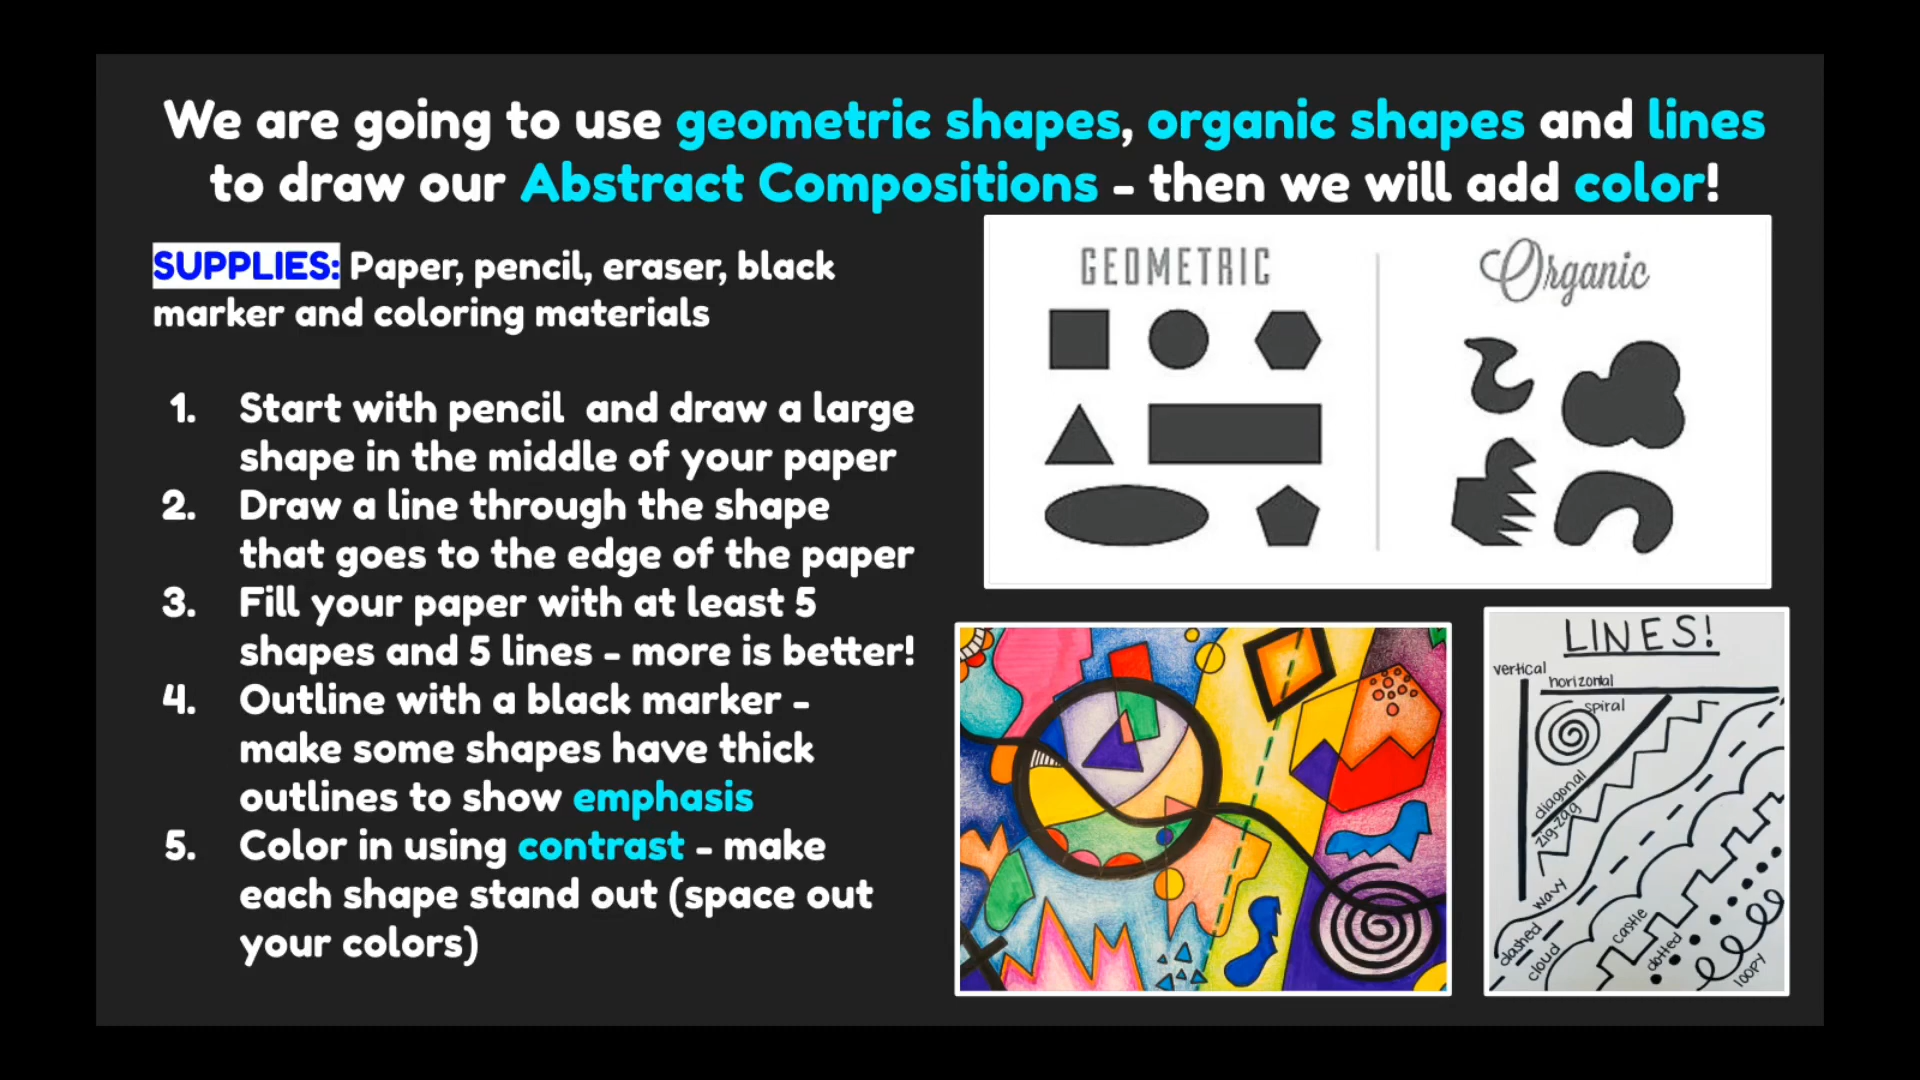 We are going to use geometric shapes, organic shapes and lines
to draw our Abstract Compositions - then we will add color!
SUPPLIES: Paper, pencil, eraser, black
marker and coloring materials
1. Start with pencil  and draw a large
shape in the middle of your paper
2. Draw a line through the shape
that goes to the edge of the paper
3. Fill your paper with at least 5
shapes and 5 lines - more is better!
4. Outline with a black marker -
make some shapes have thick
outlines to show emphasis
5. Color in using contrast - make
each shape stand out (space out
your colors)
GEOMETRIC
Organic
LINES!
vertical
horizontal
spiral
diagonal
zig-zag
wavy
dashed
cloud
castle
dotted
loopy